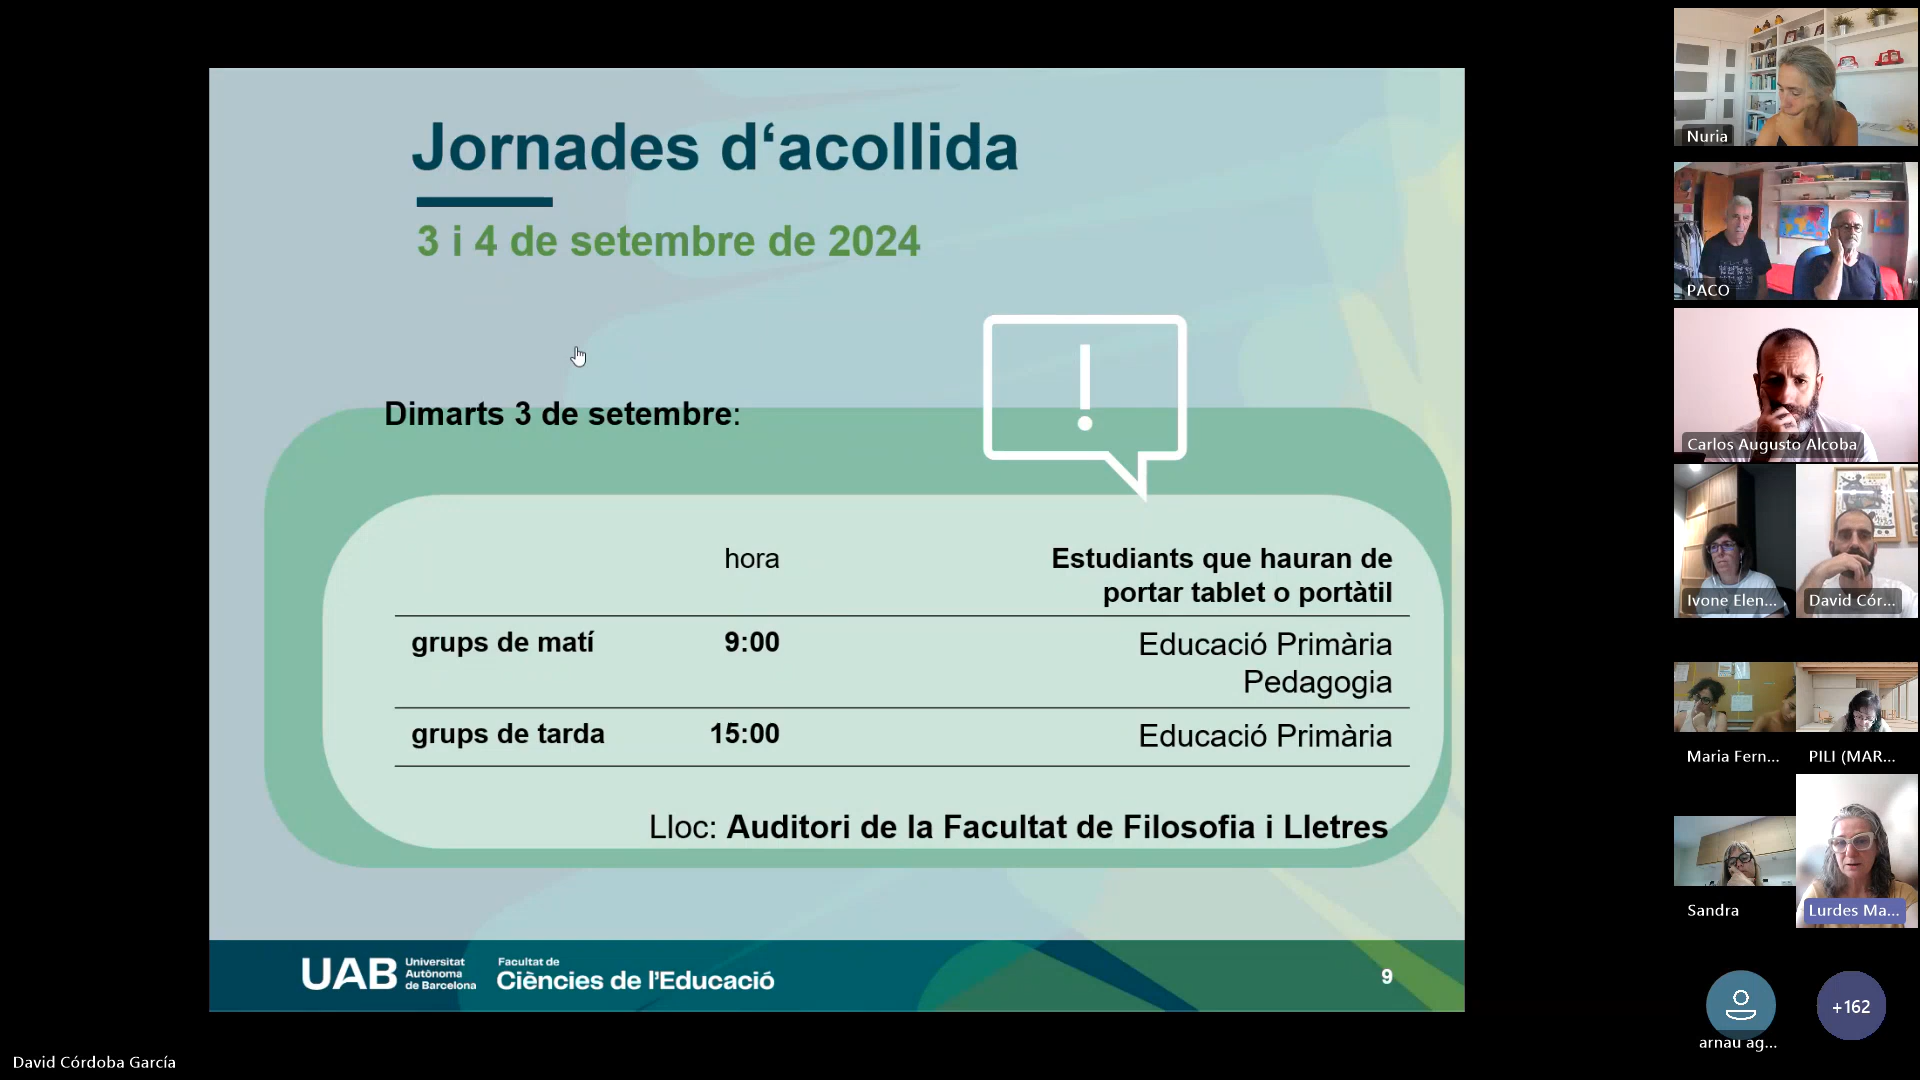 Jornades d‘acollida
3 i 4 de setembre de 2024
Dimarts 3 de setembre:
hora
Estudiants que hauran de
portar tablet o portàtil
grups de matí 9:00 Educació Primària
Pedagogia
grups de tarda 15:00 Educació Primària
Lloc: Auditori de la Facultat de Filosofia i Lletres
UAB
Universitat
Autònoma
de Barcelona
Facultat de
Ciències de l'Educació
9
David Córdoba García
Nuria
PACO
Carlos Augusto Alcoba
Ivone Elen...
David Cór...
Maria Fern...
PILI (MAR...
Sandra
Lurdes Ma...
arnau ag...
+162